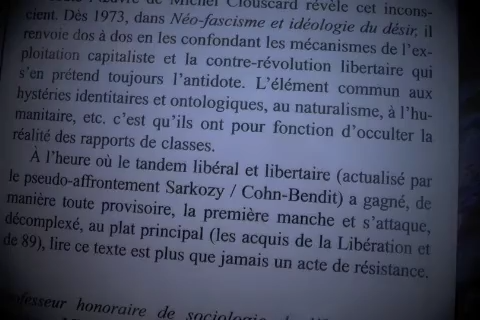 de Michel Clouscard révèle cet incons-
cient. Dès 1973, dans Néo-fascisme et idéologie du désir, il
renvoie dos à dos en les confondant les mécanismes de l'ex-
ploitation capitaliste et la contre-révolution libertaire qui
s'en prétend toujours l'antidote. L'élément commun aux
hystéries identitaires et ontologiques, au naturalisme, à l'hu-
manitaire, etc. c'est qu'ils ont pour fonction d'occulter la
réalité des rapports de classes.
À l'heure où le tandem libéral et libertaire (actualisé par
le pseudo-affrontement Sarkozy / Cohn-Bendit) a gagné, de
manière toute provisoire, la première manche et s'attaque,
décomplexé, au plat principal (les acquis de la Libération et
de 89), lire ce texte est plus que jamais un acte de résistance.
honoraire de sociologie